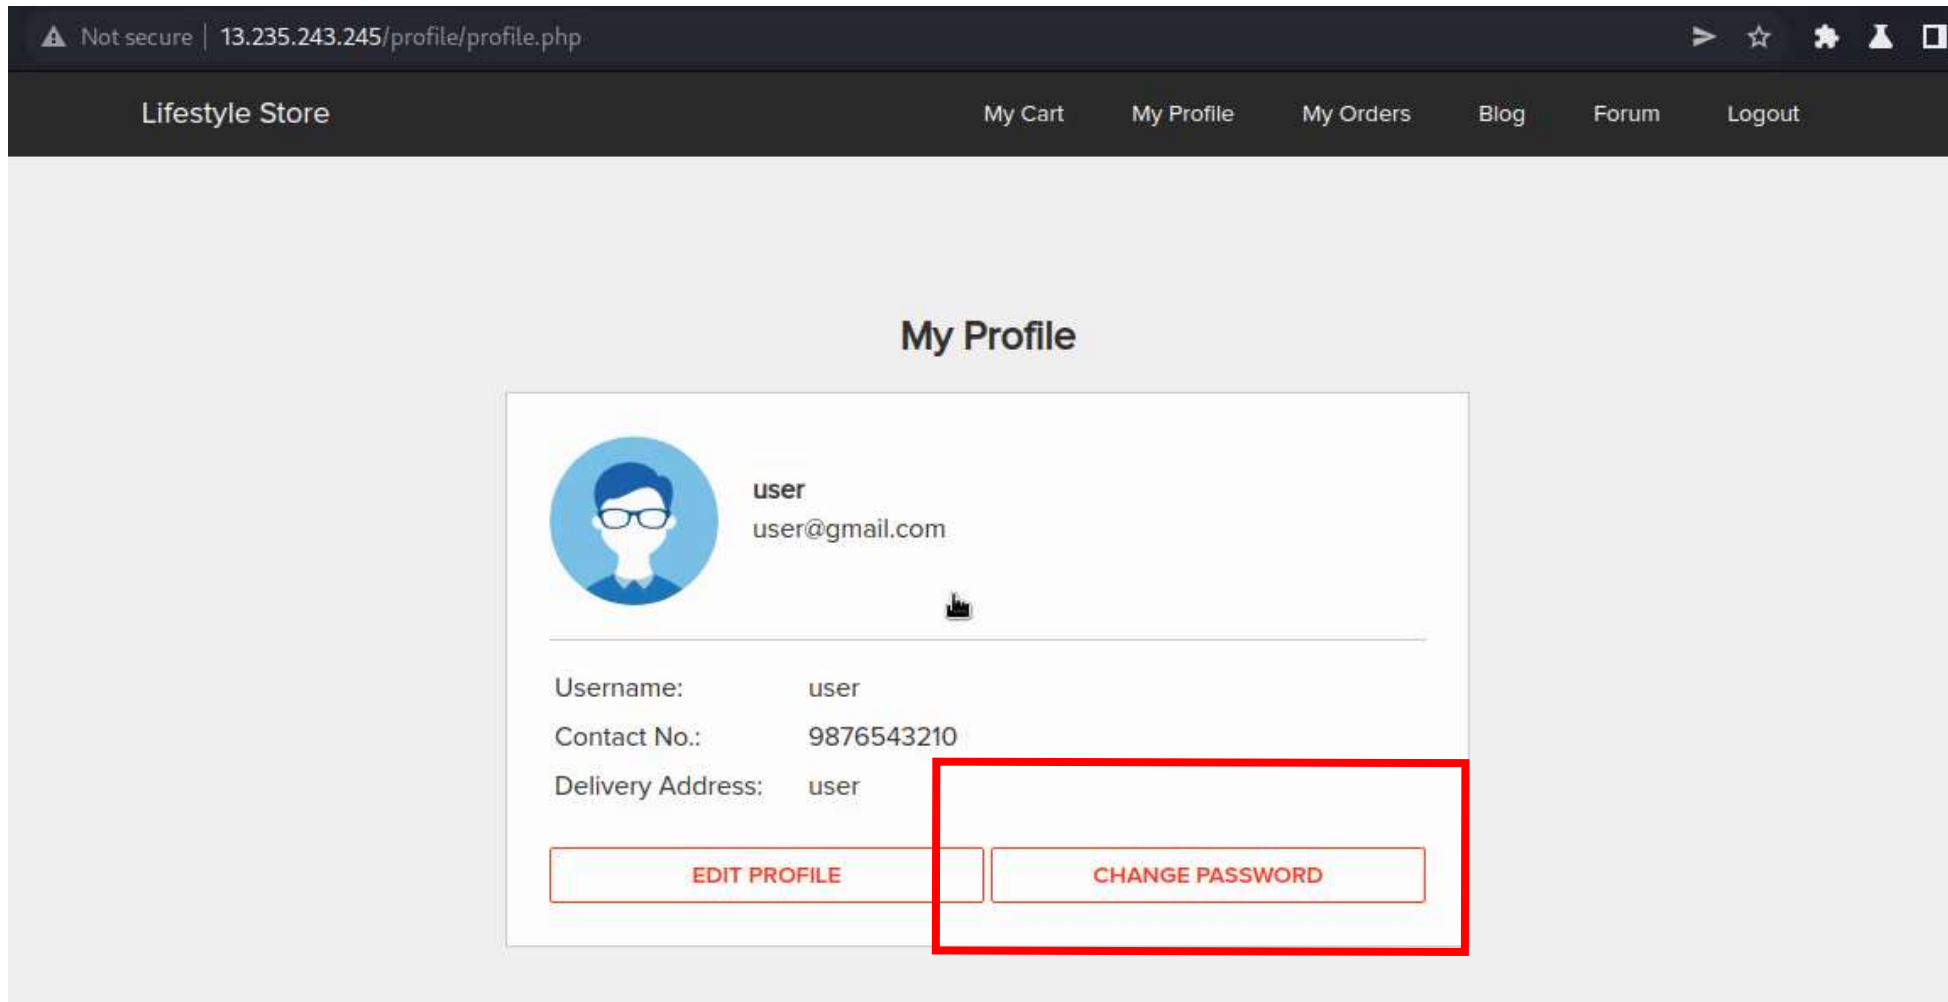 Not secure | 13.235.243.245/profile/profile.php
Lifestyle Store My Cart My Profile My Orders Blog Forum Logout
My Profile
user
user@gmail.com
Username: user
Contact No.: 9876543210
Delivery Address: user
EDIT PROFILE CHANGE PASSWORD